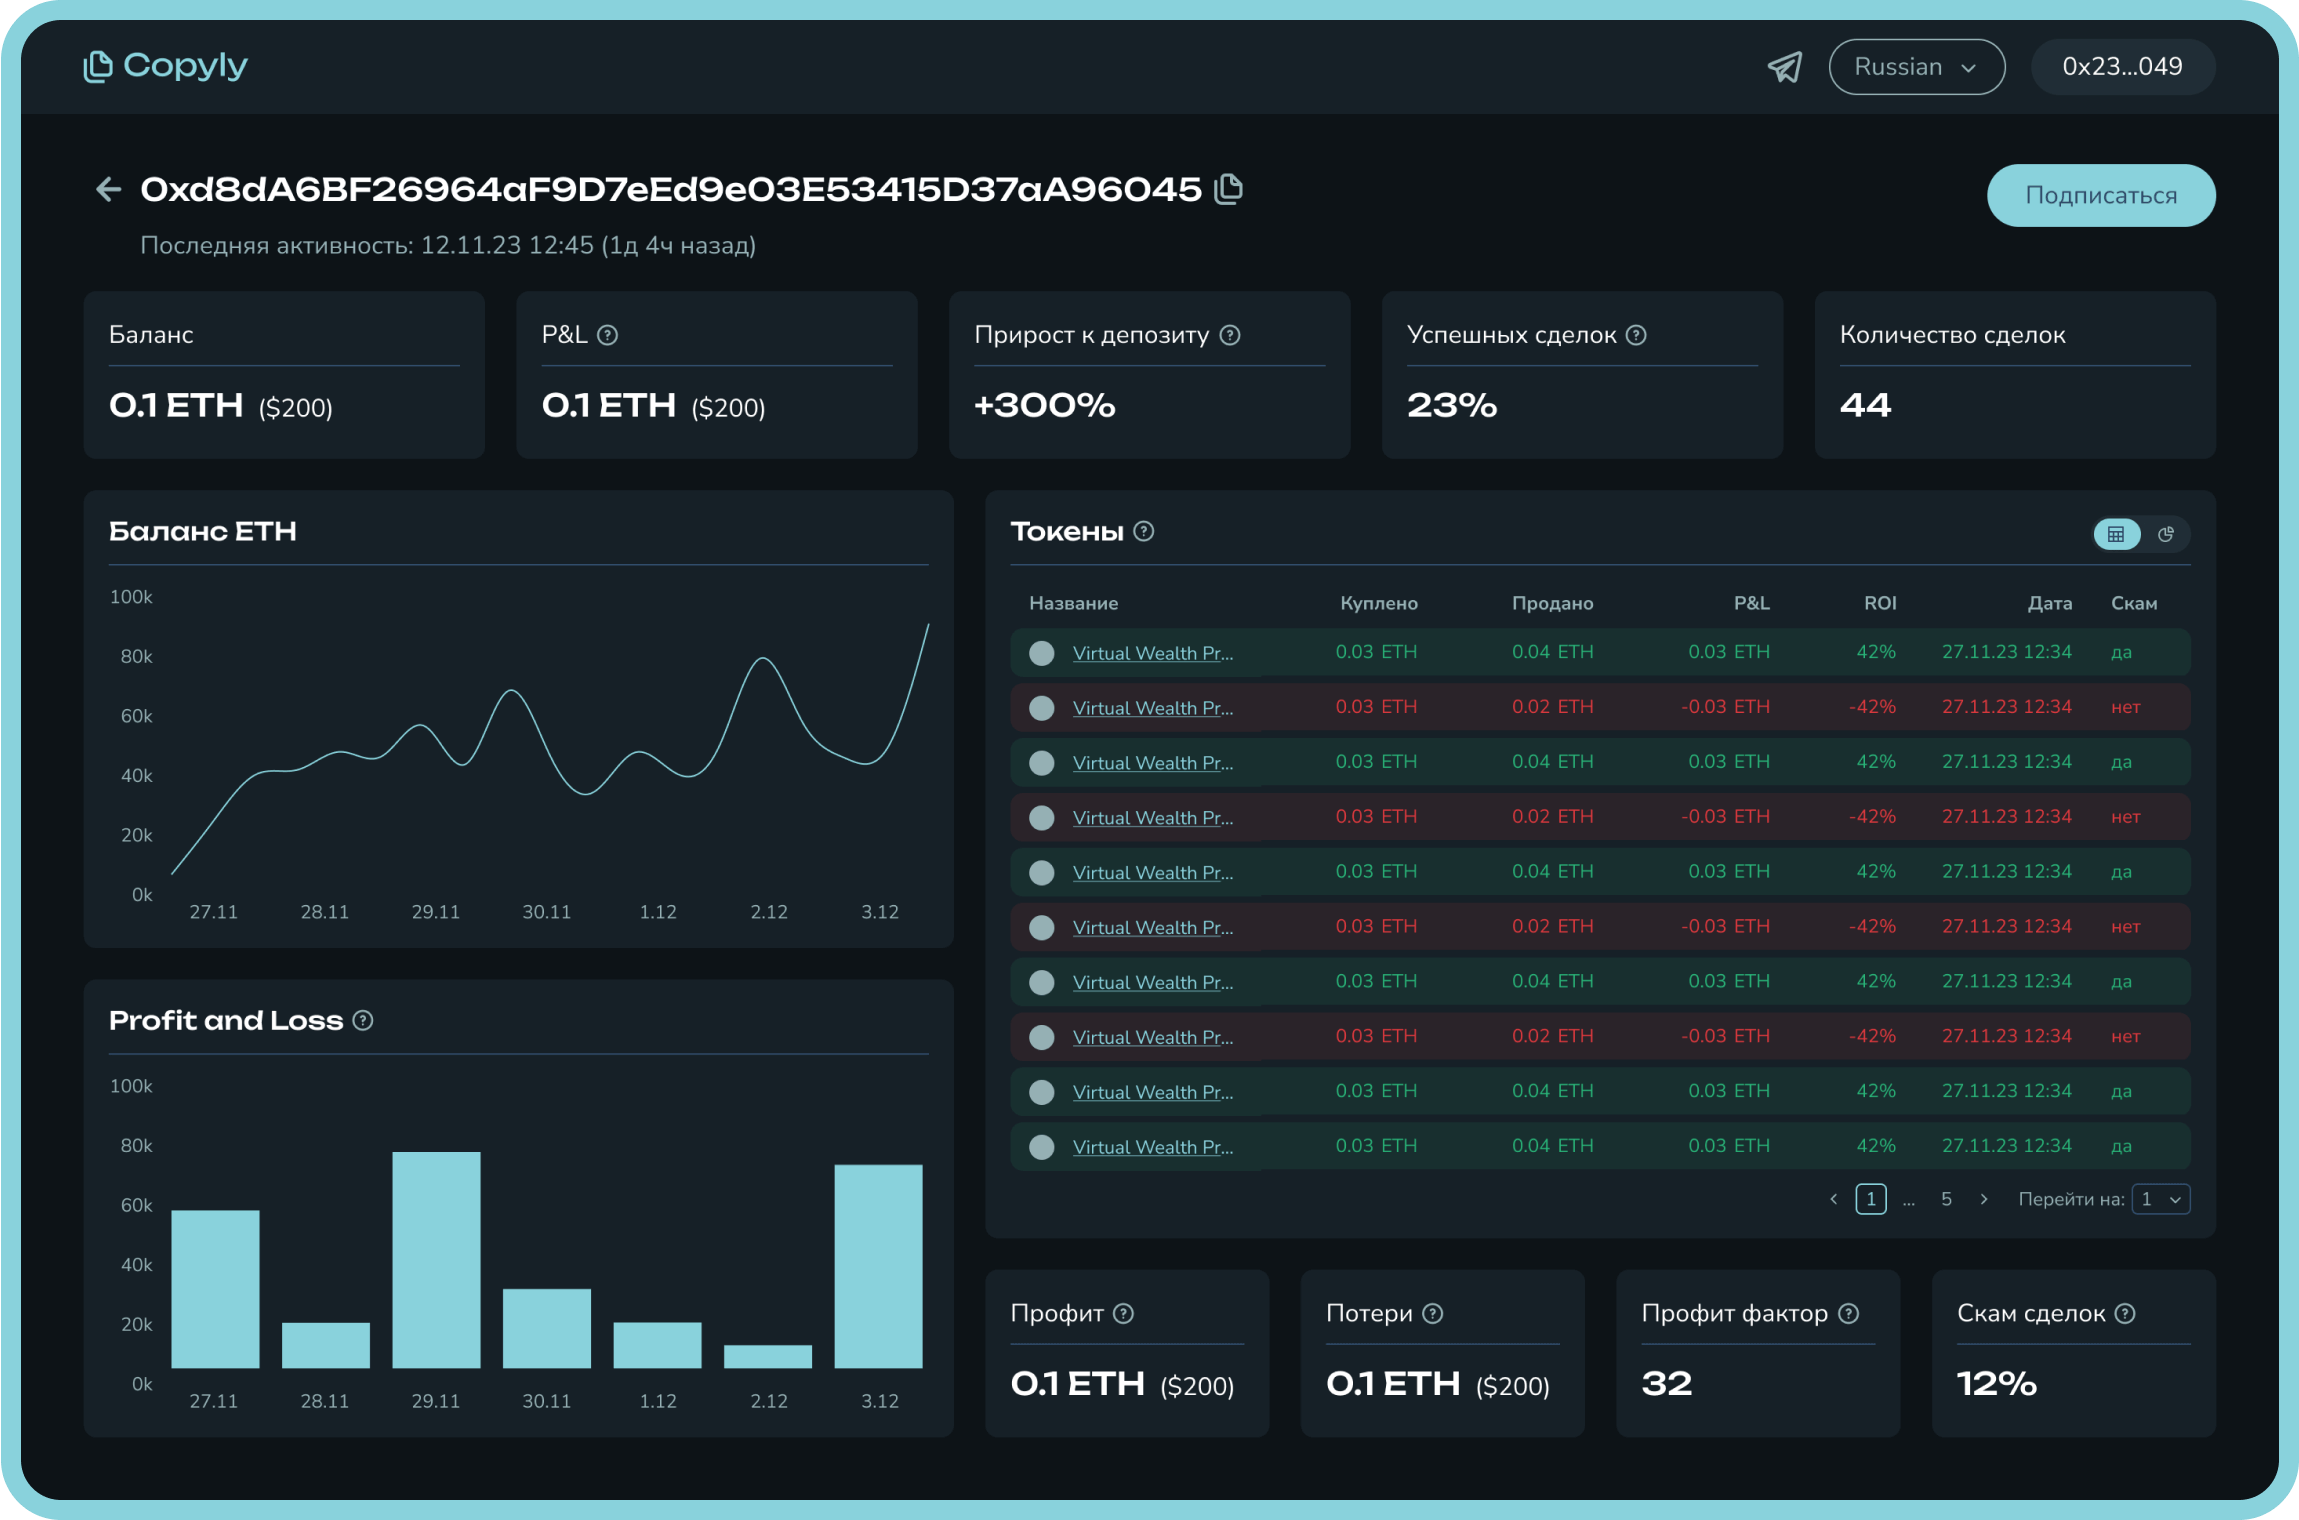 Copyly
Russian
0x23...049
0xd8dA6BF26964aF9D7eEd9e03E53415D37aA96045
Подписаться
Последняя активность: 12.11.23 12:45 (1д 4ч назад)
Баланс
0.1 ETH ($200)
P&L
0.1 ETH ($200)
Прирост к депозиту
+300%
Успешных сделок
23%
Количество сделок
44
Баланс ETH
100k
80k
60k
40k
20k
0k
27.11 28.11 29.11 30.11 1.12 2.12 3.12
Profit and Loss
100k
80k
60k
40k
20k
0k
27.11 28.11 29.11 30.11 1.12 2.12 3.12
Токены
Название Куплено Продано P&L ROI Дата Скам
Virtual Wealth Pr... 0.03 ETH 0.04 ETH 0.03 ETH 42% 27.11.23 12:34 да
Virtual Wealth Pr... 0.03 ETH 0.02 ETH -0.03 ETH -42% 27.11.23 12:34 нет
Virtual Wealth Pr... 0.03 ETH 0.04 ETH 0.03 ETH 42% 27.11.23 12:34 да
Virtual Wealth Pr... 0.03 ETH 0.02 ETH -0.03 ETH -42% 27.11.23 12:34 нет
Virtual Wealth Pr... 0.03 ETH 0.04 ETH 0.03 ETH 42% 27.11.23 12:34 да
Virtual Wealth Pr... 0.03 ETH 0.02 ETH -0.03 ETH -42% 27.11.23 12:34 нет
Virtual Wealth Pr... 0.03 ETH 0.04 ETH 0.03 ETH 42% 27.11.23 12:34 да
Virtual Wealth Pr... 0.03 ETH 0.02 ETH -0.03 ETH -42% 27.11.23 12:34 нет
Virtual Wealth Pr... 0.03 ETH 0.04 ETH 0.03 ETH 42% 27.11.23 12:34 да
Virtual Wealth Pr... 0.03 ETH 0.04 ETH 0.03 ETH 42% 27.11.23 12:34 да
1 ... 5 Перейти на: 1
Профит
0.1 ETH ($200)
Потери
0.1 ETH ($200)
Профит фактор
32
Скам сделок
12%